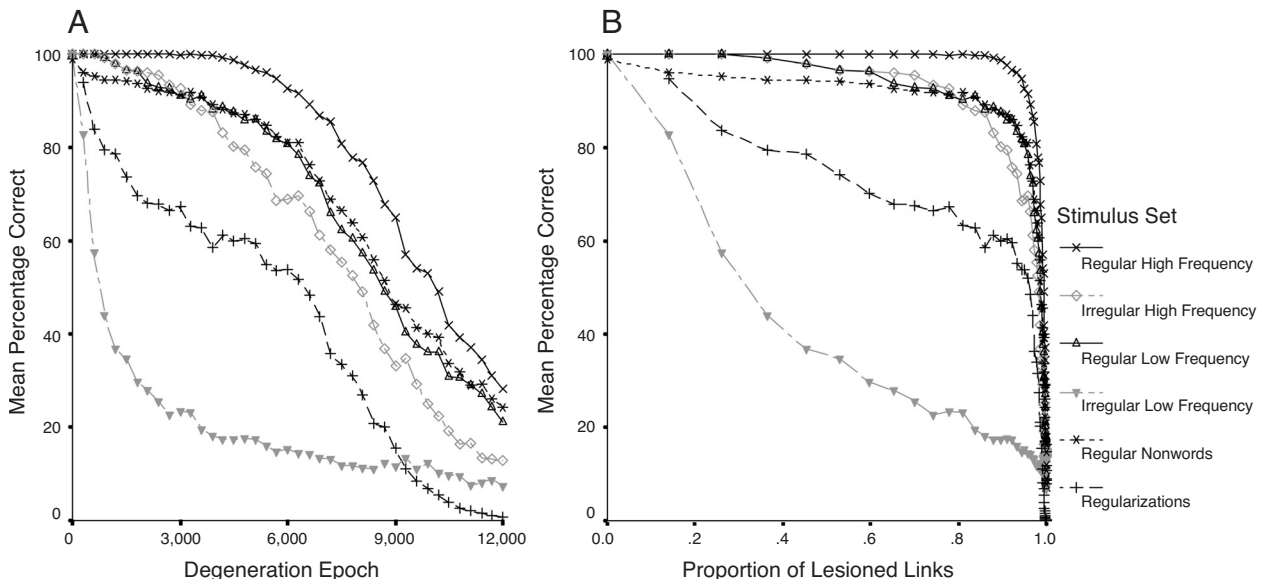 A
Mean Percentage Correct
100
80
60
40
20
0
0 3,000 6,000 9,000 12,000
Degeneration Epoch
B
Mean Percentage Correct
100
80
60
40
20
0
0.0 .2 .4 .6 .8 1.0
Proportion of Lesioned Links
Stimulus Set
Regular High Frequency
Irregular High Frequency
Regular Low Frequency
Irregular Low Frequency
Regular Nonwords
Regularizations